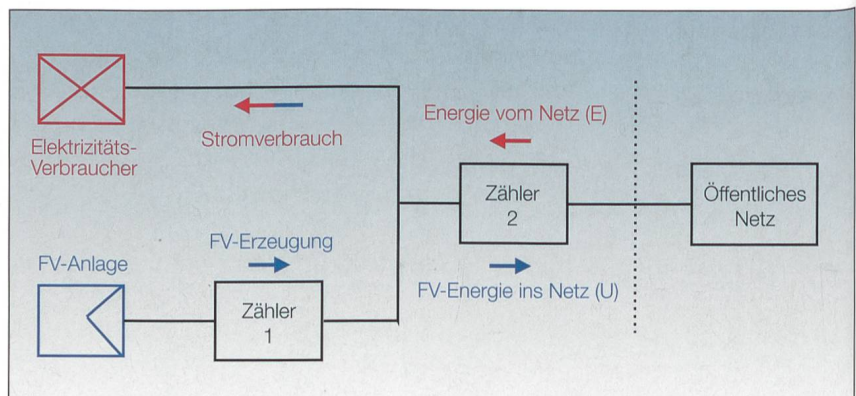 Elektrizitäts-
Verbraucher
Stromverbrauch
Energie vom Netz (E)
Zähler
2
Öffentliches
Netz
FV-Anlage
FV-Erzeugung
Zähler
1
FV-Energie ins Netz (U)